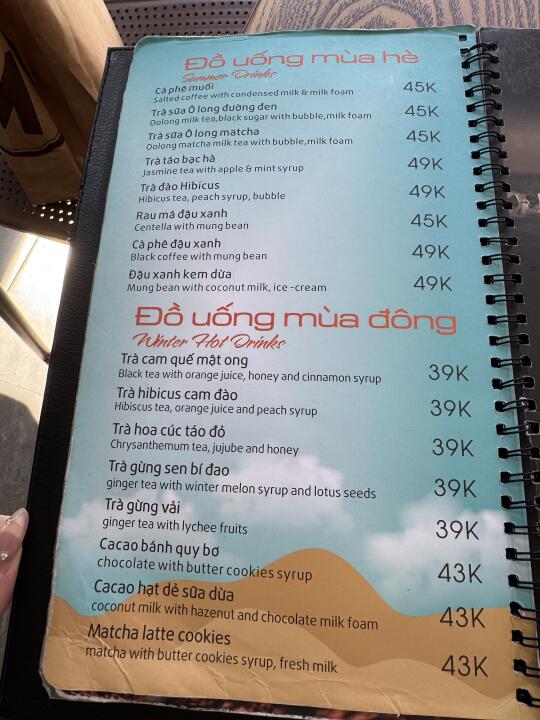 Đồ uống mùa hè
Summer Drinks
Cà phê muối 45K
Salted coffee with condensed milk & milk foam
Trà sữa Ô long đường đen 45K
Oolong milk tea,black sugar with bubble,milk foam
Trà sữa Ô long matcha 45K
Oolong matcha milk tea with bubble,milk foam
Trà táo bạc hà 49K
Jasmine tea with apple & mint syrup
Trà đào Hibicus 49K
Hibicus tea, peach syrup, bubble
Rau má đậu xanh 45K
Centella with mung bean
Cà phê đậu xanh 49K
Black coffee with mung bean
Đậu xanh kem dừa 49K
Mung bean with coconut milk, ice -cream
Đồ uống mùa đông
Winter Hot Drinks
Trà cam quế mật ong 39K
Black tea with orange juice, honey and cinnamon syrup
Trà hibicus cam đào 39K
Hibiscus tea, orange juice and peach syrup
Trà hoa cúc táo đỏ 39K
Chrysanthemum tea, jujube and honey
Trà gừng sen bí đao 39K
ginger tea with winter melon syrup and lotus seeds
Trà gừng vải 39K
ginger tea with lychee fruits
Cacao bánh quy bơ 43K
chocolate with butter cookies syrup
Cacao hạt dẻ sữa dừa 43K
coconut milk with hazenut and chocolate milk foam
Matcha latte cookies 43K
matcha with butter cookies syrup, fresh milk